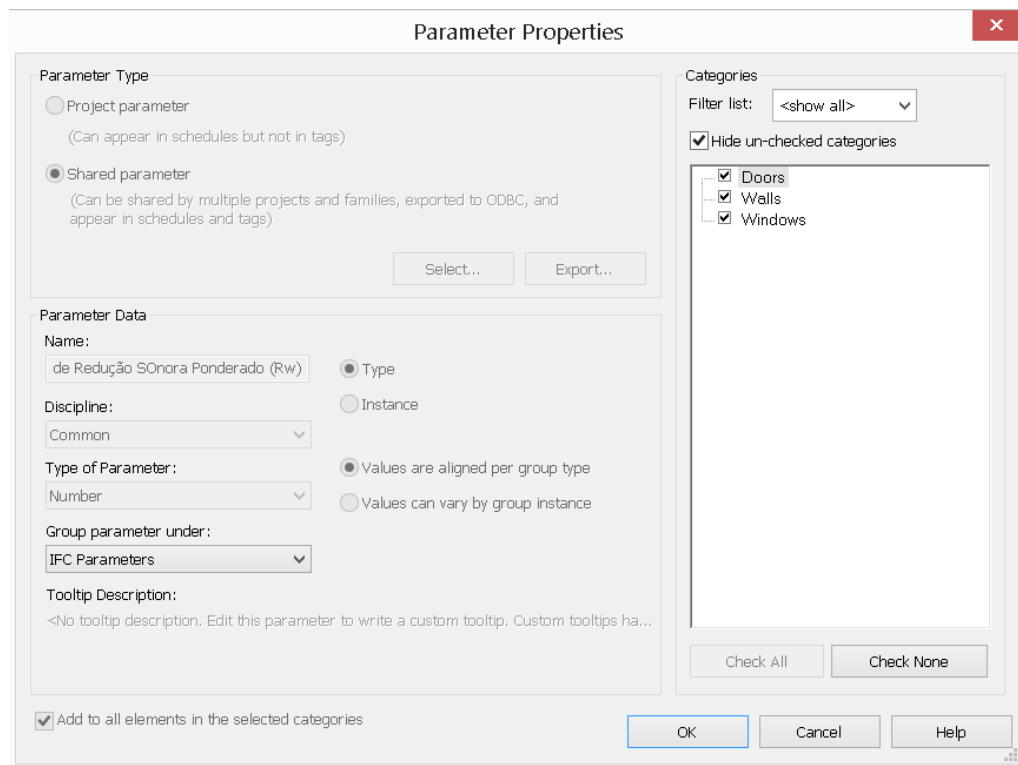 Parameter Properties
Parameter Type
Project parameter
(Can appear in schedules but not in tags)
Shared parameter
(Can be shared by multiple projects and families, exported to ODBC, and
appear in schedules and tags)
Select...
Export...
Parameter Data
Name:
de Redução SOnora Ponderado (Rw)
Type
Instance
Discipline:
Common
Type of Parameter:
Number
Values are aligned per group type
Values can vary by group instance
Group parameter under:
IFC Parameters
Tooltip Description:
<No tooltip description. Edit this parameter to write a custom tooltip. Custom tooltips ha...
Add to all elements in the selected categories
Categories
Filter list:
<show all>
Hide un-checked categories
Doors
Walls
Windows
Check All
Check None
OK
Cancel
Help